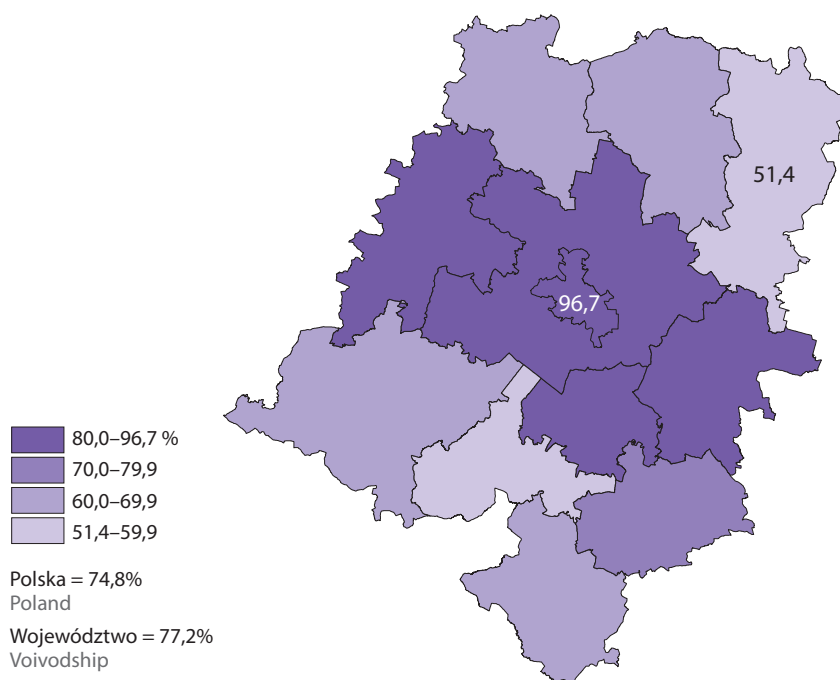 51,4
96,7
80,0–96,7 %
70,0–79,9
60,0–69,9
51,4–59,9
Polska = 74,8%
Poland
Województwo = 77,2%
Voivodship